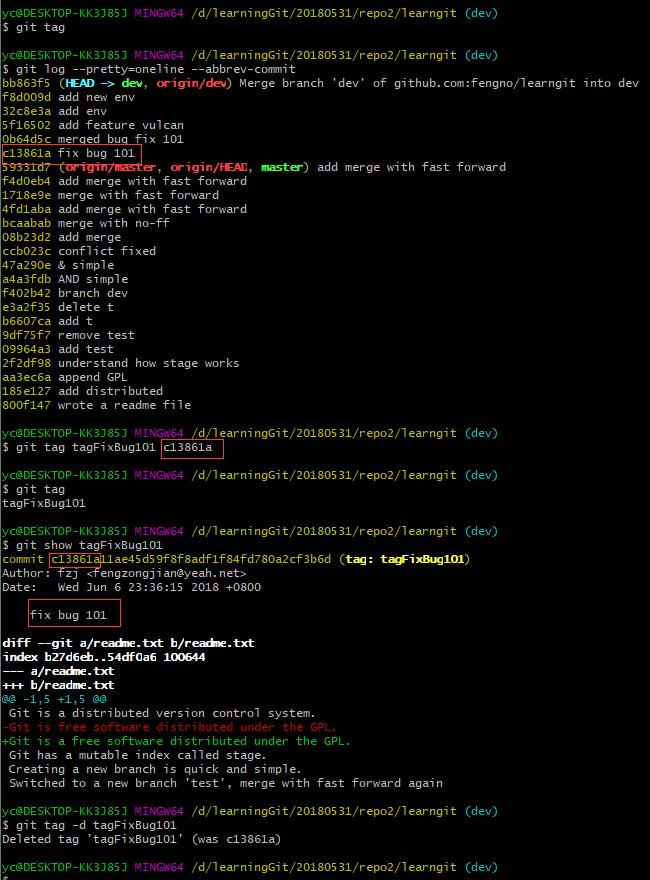 yc@DESKTOP-KK3J85J MINGW64 /d/learningGit/20180531/repo2/learngit (dev)
$ git tag
yc@DESKTOP-KK3J85J MINGW64 /d/learningGit/20180531/repo2/learngit (dev)
$ git log --pretty=oneline --abbrev-commit
bb863f5 (HEAD -> dev, origin/dev) Merge branch 'dev' of github.com:fengno/learngit into dev
f8d009d add new env
32c8e3a add env
5f16502 add feature vulcan
0b64d5c merged bug fix 101
c13861a fix bug 101
59331d7 (origin/master, origin/HEAD, master) add merge with fast forward
f4d0eb4 add merge with fast forward
1718e9e merge with fast forward
4fd1aba add merge with fast forward
bcaabab merge with no-ff
08b23d2 add merge
ccb023c conflict fixed
47a290e & simple
a4a3fdb AND simple
f402b42 branch dev
e3a2f35 delete t
b6607ca add t
9df75f7 remove test
09964a3 add test
2f2df98 understand how stage works
aa3ec6a append GPL
185e127 add distributed
800f147 wrote a readme file
yc@DESKTOP-KK3J85J MINGW64 /d/learningGit/20180531/repo2/learngit (dev)
$ git tag tagFixBug101 c13861a
yc@DESKTOP-KK3J85J MINGW64 /d/learningGit/20180531/repo2/learngit (dev)
$ git tag
tagFixBug101
yc@DESKTOP-KK3J85J MINGW64 /d/learningGit/20180531/repo2/learngit (dev)
$ git show tagFixBug101
commit c13861a11ae45d59f8f8adf1f84fd780a2cf3b6d (tag: tagFixBug101)
Author: fzj <fengzongjian@yeah.net>
Date:   Wed Jun 6 23:36:15 2018 +0800
fix bug 101
diff --git a/readme.txt b/readme.txt
index b27d6eb..54df0a6 100644
--- a/readme.txt
+++ b/readme.txt
@@ -1,5 +1,5 @@
Git is a distributed version control system.
-Git is free software distributed under the GPL.
+Git is a free software distributed under the GPL.
Git has a mutable index called stage.
Creating a new branch is quick and simple.
Switched to a new branch 'test', merge with fast forward again
yc@DESKTOP-KK3J85J MINGW64 /d/learningGit/20180531/repo2/learngit (dev)
$ git tag -d tagFixBug101
Deleted tag 'tagFixBug101' (was c13861a)
yc@DESKTOP-KK3J85J MINGW64 /d/learningGit/20180531/repo2/learngit (dev)
$